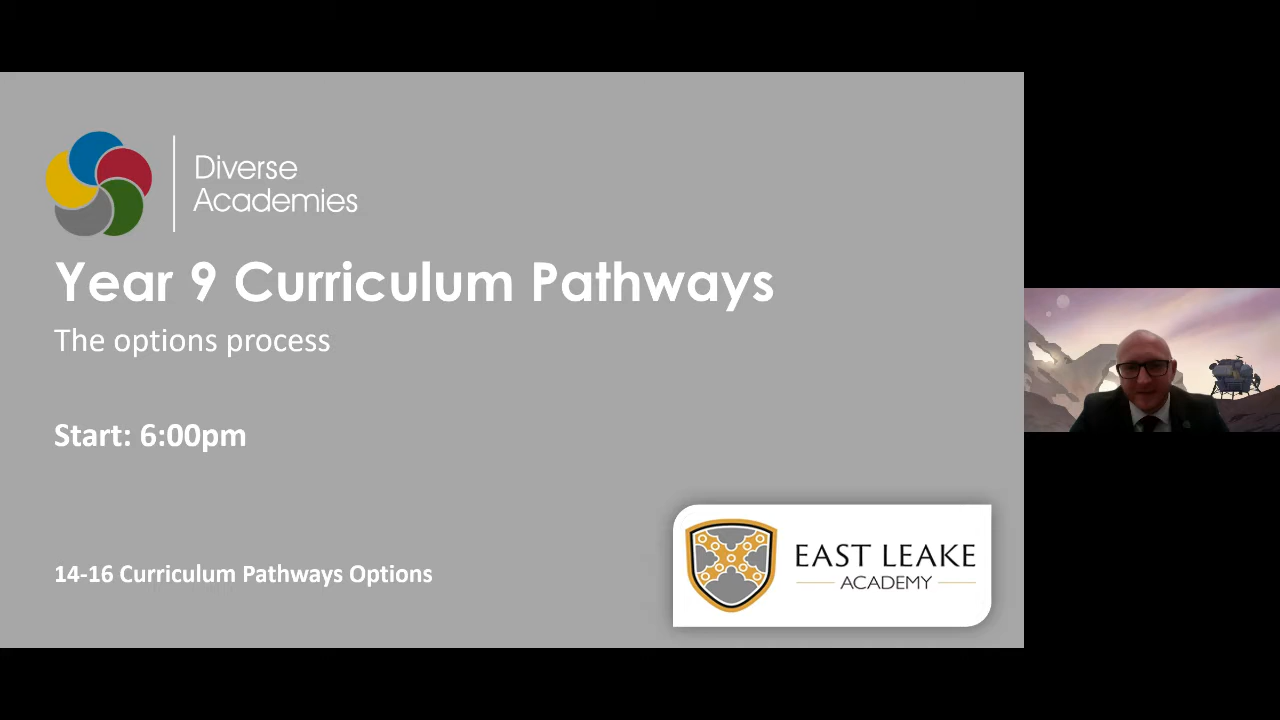 Diverse
Academies
Year 9 Curriculum Pathways
The options process
Start: 6:00pm
14-16 Curriculum Pathways Options
EAST LEAKE
ACADEMY